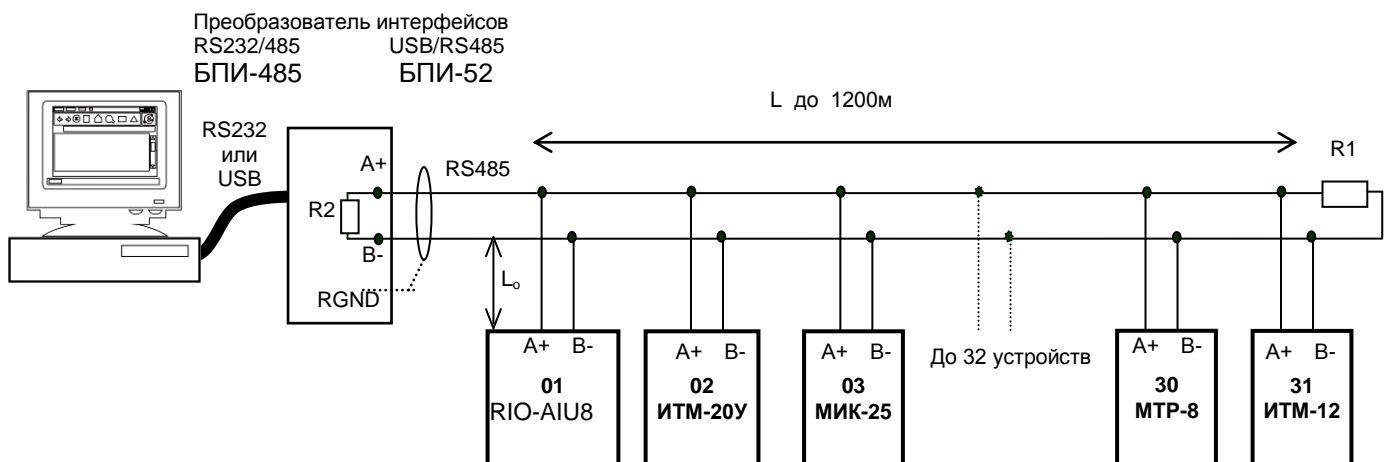 Преобразователь интерфейсов
RS232/485 USB/RS485
БПИ-485 БПИ-52
L до 1200м
RS232
или
USB
A+
RS485
R1
R2
B-
RGND
Lo
A+ B-
01
RIO-AIU8
A+ B-
02
ИТМ-20У
A+ B-
03
МИК-25
До 32 устройств
A+ B-
30
МТР-8
A+ B-
31
ИТМ-12